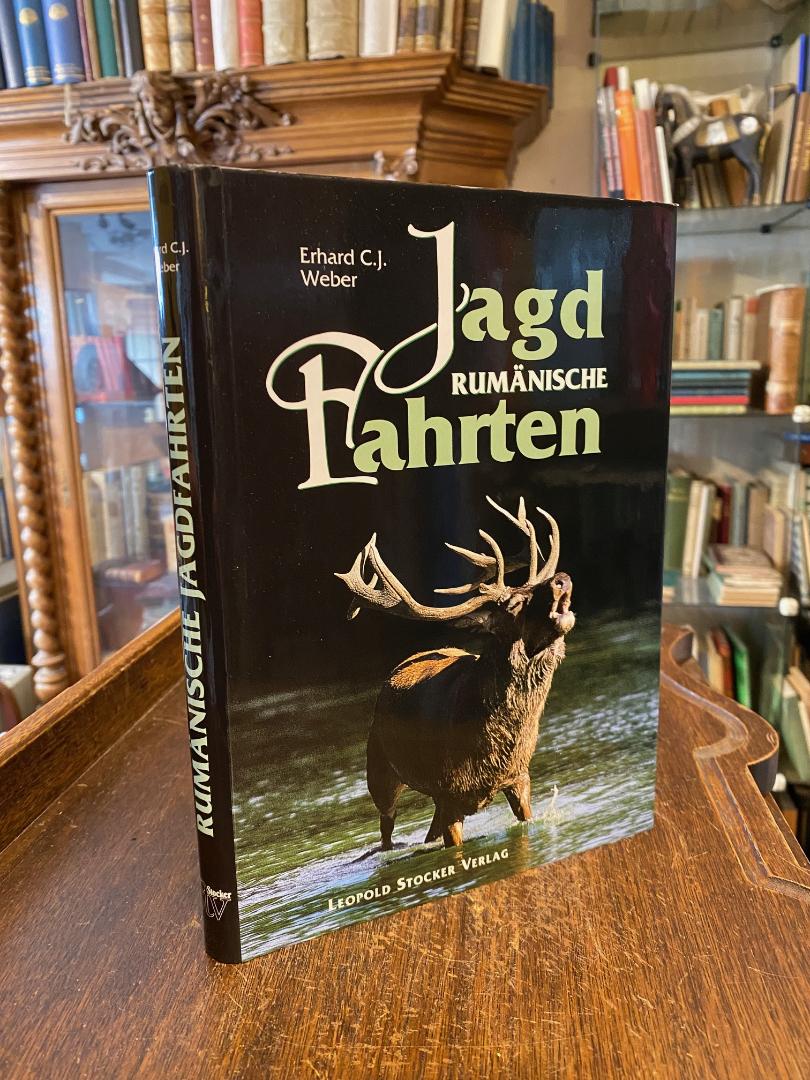 Erhard C.J.
Weber
Jagd
RUMÄNISCHE
Fahrten
LEOPOLD STOCKER VERLAG
RUMÄNISCHE JAGDFAHRTEN
Stocker